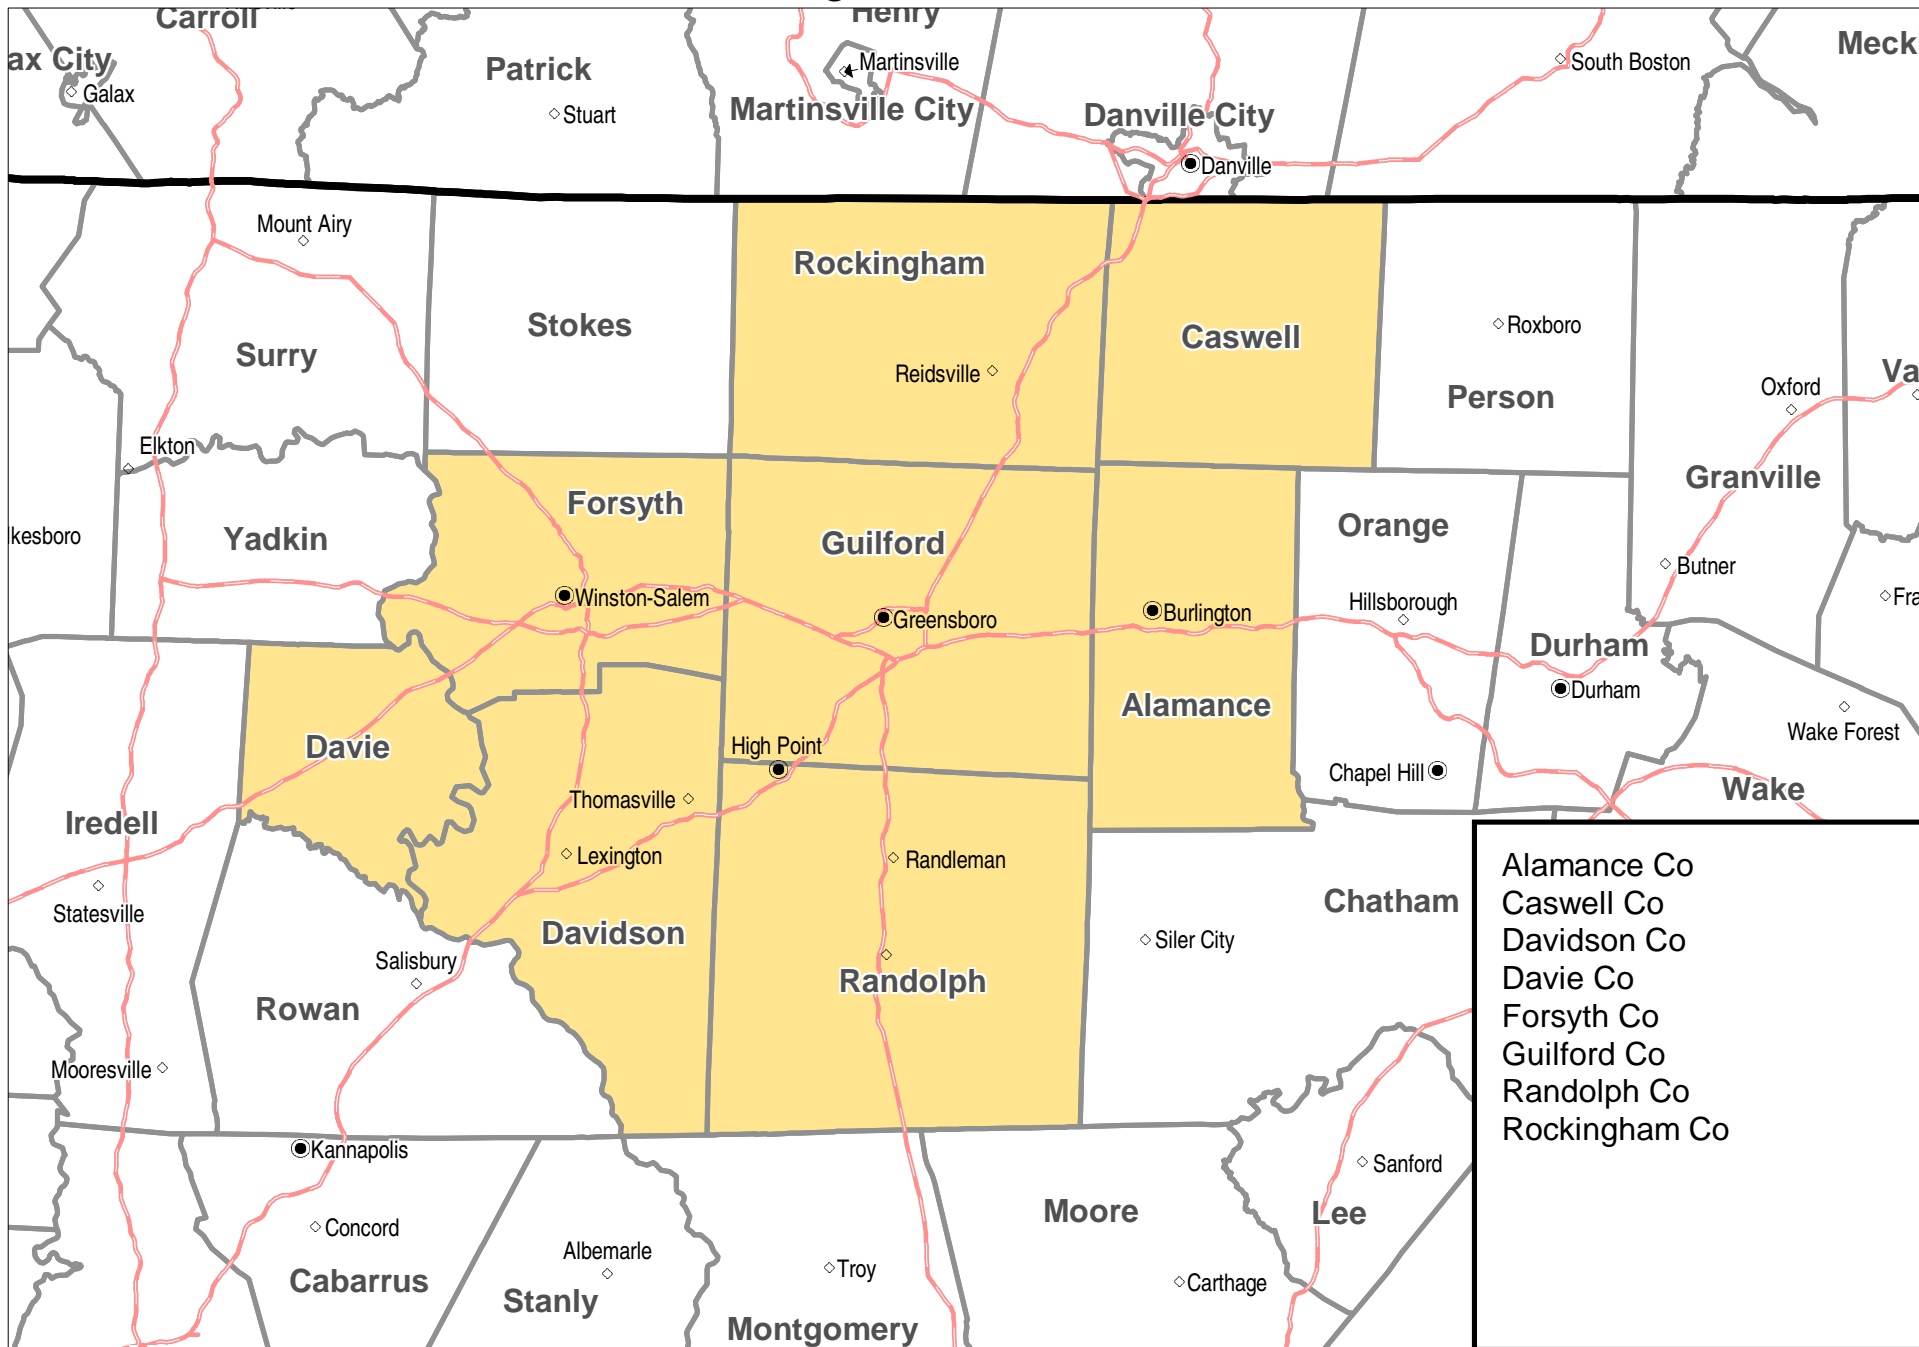 Carroll
Henry
ax City
Galax
Patrick
Stuart
Martinsville
Martinsville City
Danville City
Danville
South Boston
Meck
Mount Airy
Rockingham
Stokes
Surry
Caswell
Reidsville
Roxboro
Person
Oxford
Va
Elkton
Forsyth
Granville
lkesboro
Yadkin
Guilford
Orange
Butner
Winston-Salem
Greensboro
Burlington
Hillsborough
Fra
Durham
Durham
Alamance
Wake Forest
Davie
High Point
Chapel Hill
Wake
Thomasville
Iredell
Lexington
Randleman
Statesville
Chatham
Davidson
Siler City
Salisbury
Randolph
Rowan
Mooresville
Kannapolis
Sanford
Concord
Moore
Lee
Albemarle
Troy
Carthage
Cabarrus
Stanly
Montgomery
Alamance Co
Caswell Co
Davidson Co
Davie Co
Forsyth Co
Guilford Co
Randolph Co
Rockingham Co